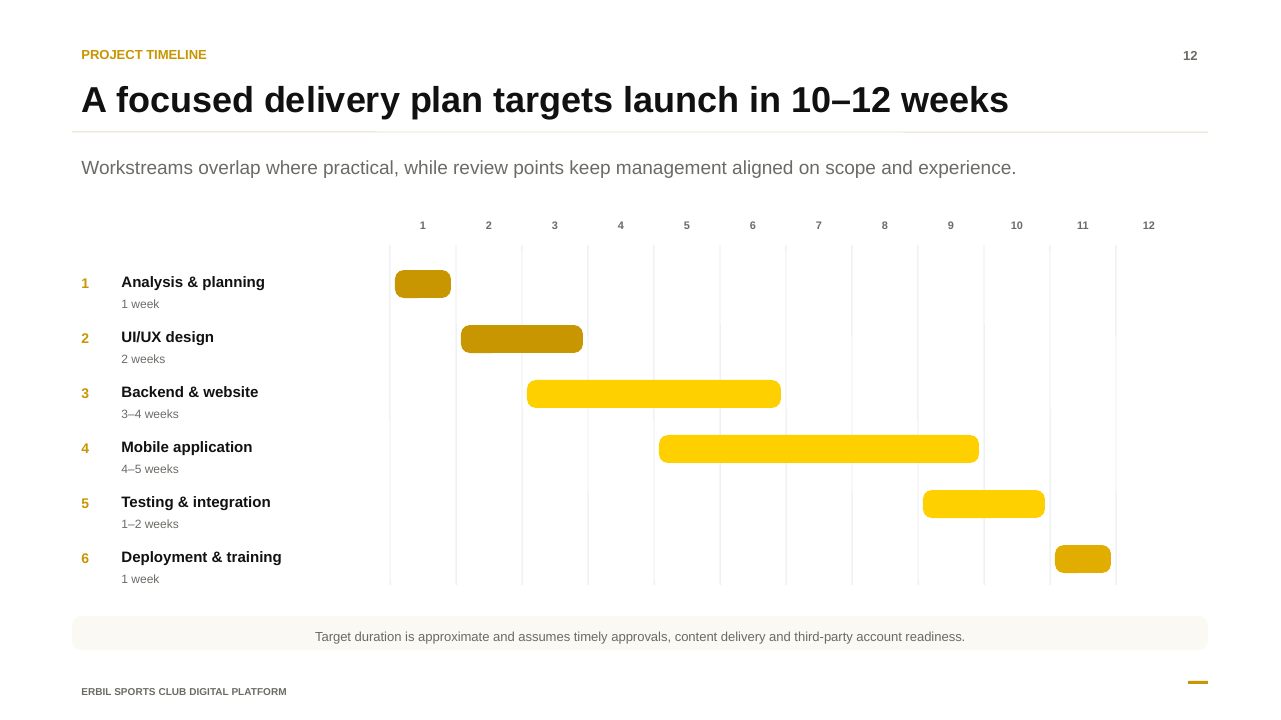 PROJECT TIMELINE
12
A focused delivery plan targets launch in 10–12 weeks
Workstreams overlap where practical, while review points keep management aligned on scope and experience.
1 2 3 4 5 6 7 8 9 10 11 12
1 Analysis & planning
1 week
2 UI/UX design
2 weeks
3 Backend & website
3–4 weeks
4 Mobile application
4–5 weeks
5 Testing & integration
1–2 weeks
6 Deployment & training
1 week
Target duration is approximate and assumes timely approvals, content delivery and third-party account readiness.
ERBIL SPORTS CLUB DIGITAL PLATFORM